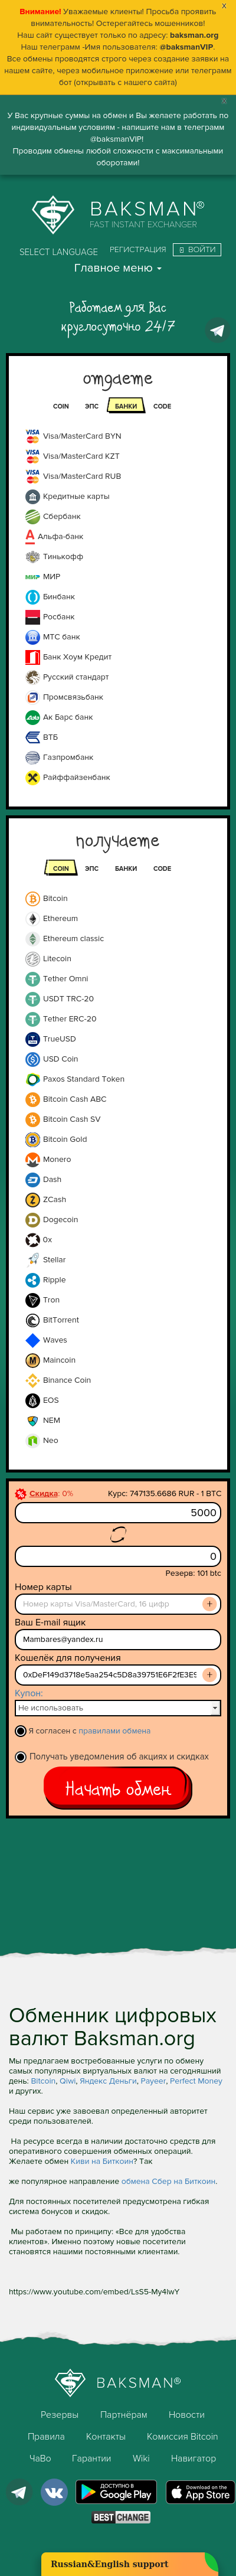 Внимание! Уважаемые клиенты! Просьба проявить
внимательность! Остерегайтесь мошенников!
Наш сайт существует только по адресу: baksman.org
Наш телеграмм -Имя пользователя: @baksmanVIP.
Все обмены проводятся строго через создание заявки на
нашем сайте, через мобильное приложение или телеграмм
бот (открывать с нашего сайта)
x
У Вас крупные суммы на обмен и Вы желаете работать по
индивидуальным условиям - напишите нам в телеграмм
@baksmanVIP!
Проводим обмены любой сложности с максимальными
оборотами!
BAKSMAN®
FAST INSTANT EXCHANGER
SELECT LANGUAGE
РЕГИСТРАЦИЯ
ВОЙТИ
Главное меню
Работаем для Вас
круглосуточно 24/7
отдаете
COIN ЭПС БАНКИ CODE
Visa/MasterCard BYN
Visa/MasterCard KZT
Visa/MasterCard RUB
Кредитные карты
Сбербанк
Альфа-банк
Тинькофф
МИР
Бинбанк
Росбанк
МТС банк
Банк Хоум Кредит
Русский стандарт
Промсвязьбанк
Ак Барс банк
ВТБ
Газпромбанк
Райффайзенбанк
получаете
COIN ЭПС БАНКИ CODE
Bitcoin
Ethereum
Ethereum classic
Litecoin
Tether Omni
USDT TRC-20
Tether ERC-20
TrueUSD
USD Coin
Paxos Standard Token
Bitcoin Cash ABC
Bitcoin Cash SV
Bitcoin Gold
Monero
Dash
ZCash
Dogecoin
0x
Stellar
Ripple
Tron
BitTorrent
Waves
Maincoin
Binance Coin
EOS
NEM
Neo
Скидка: 0% Курс: 747135.6686 RUR - 1 BTC
5000
0
Резерв: 101 btc
Номер карты
Номер карты Visa/MasterCard, 16 цифр
Ваш E-mail ящик
Mambares@yandex.ru
Кошелёк для получения
0xDeF149d3718e5aa254c5D8a39751E6F2fE3E9
Купон:
Не использовать
Я согласен с правилами обмена
Получать уведомления об акциях и скидках
Начать обмен
Обменник цифровых
валют Baksman.org
Мы предлагаем востребованные услуги по обмену
самых популярных виртуальных валют на сегодняшний
день: Bitcoin, Qiwi, Яндекс Деньги, Payeer, Perfect Money
и других.
Наш сервис уже завоевал определенный авторитет
среди пользователей.
На ресурсе всегда в наличии достаточно средств для
оперативного совершения обменных операций.
Желаете обмен Киви на Биткоин? Так
же популярное направление обмена Сбер на Биткоин.
Для постоянных посетителей предусмотрена гибкая
система бонусов и скидок.
Мы работаем по принципу: «Все для удобства
клиентов». Именно поэтому новые посетители
становятся нашими постоянными клиентами.
https://www.youtube.com/embed/LsS5-My4lwY
BAKSMAN®
Резервы Партнёрам Новости
Правила Контакты Комиссия Bitcoin
ЧаВо Гарантии Wiki Навигатор
ДОСТУПНО В
Google Play
Download on the
App Store
BESTCHANGE
Russian&English support